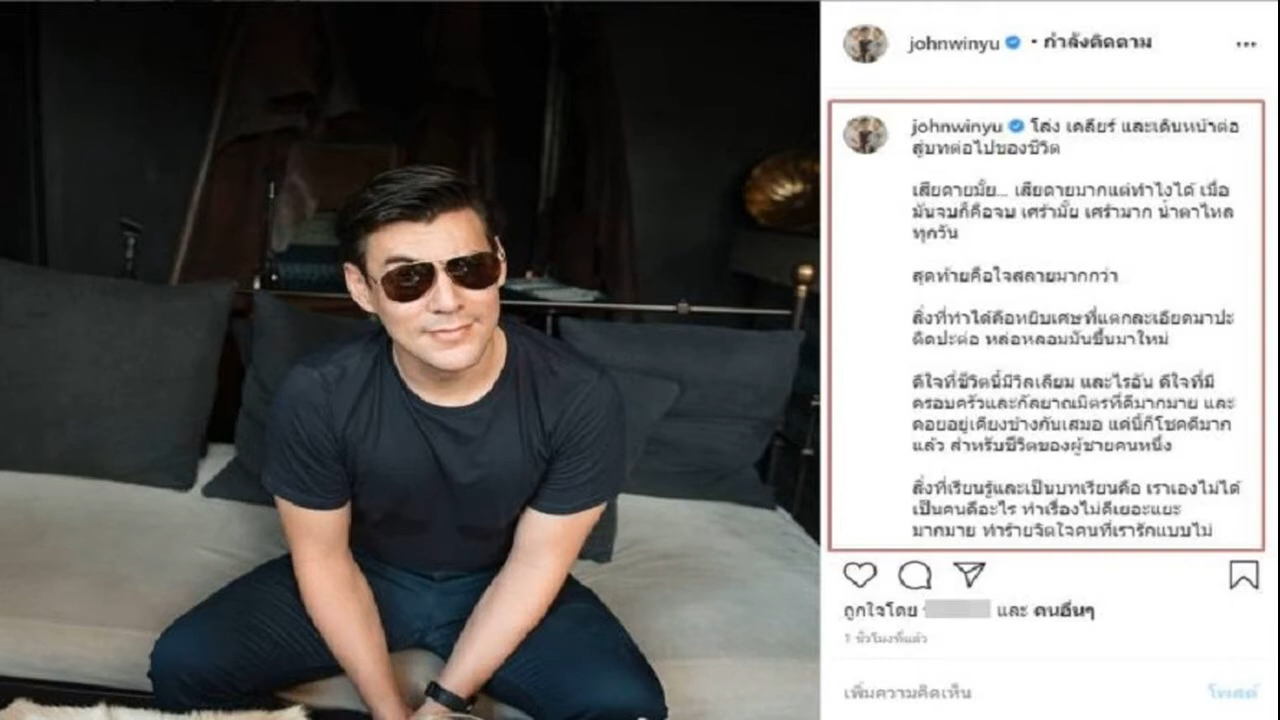 johnwinyu • กำลังติดตาม
johnwinyu โล่ง เคลียร์ และเดินหน้าต่อ
สู่บทต่อไปของชีวิต
เสียดายมั้ย... เสียดายมากแต่ทำไงได้ เมื่อ
มันจบก็คือจบ เศร้ามั้ย เศร้ามาก น้ำตาไหล
ทุกวัน
สุดท้ายคือใจสลายมากกว่า
สิ่งที่ทำได้คือหยิบเศษที่แตกละเอียดมาปะ
ติดปะต่อ หล่อหลอมมันขึ้นมาใหม่
ดีใจที่ชีวิตนี้มีวิลเลียม และไรอัน ดีใจที่มี
ครอบครัวและกัลยาณมิตรที่ดีมากมาย และ
คอยอยู่เคียงข้างกันเสมอ แค่นี้ก็โชคดีมาก
แล้ว สำหรับชีวิตของผู้ชายคนหนึ่ง
สิ่งที่เรียนรู้และเป็นบทเรียนคือ เราเองไม่ได้
เป็นคนดีอะไร ทำเรื่องไม่ดีเยอะแยะ
มากมาย ทำร้ายจิตใจคนที่เรารักแบบไม่
ถูกใจโดย และ คนอื่นๆ
1 ชั่วโมงที่แล้ว
เพิ่มความคิดเห็น
โพสต์